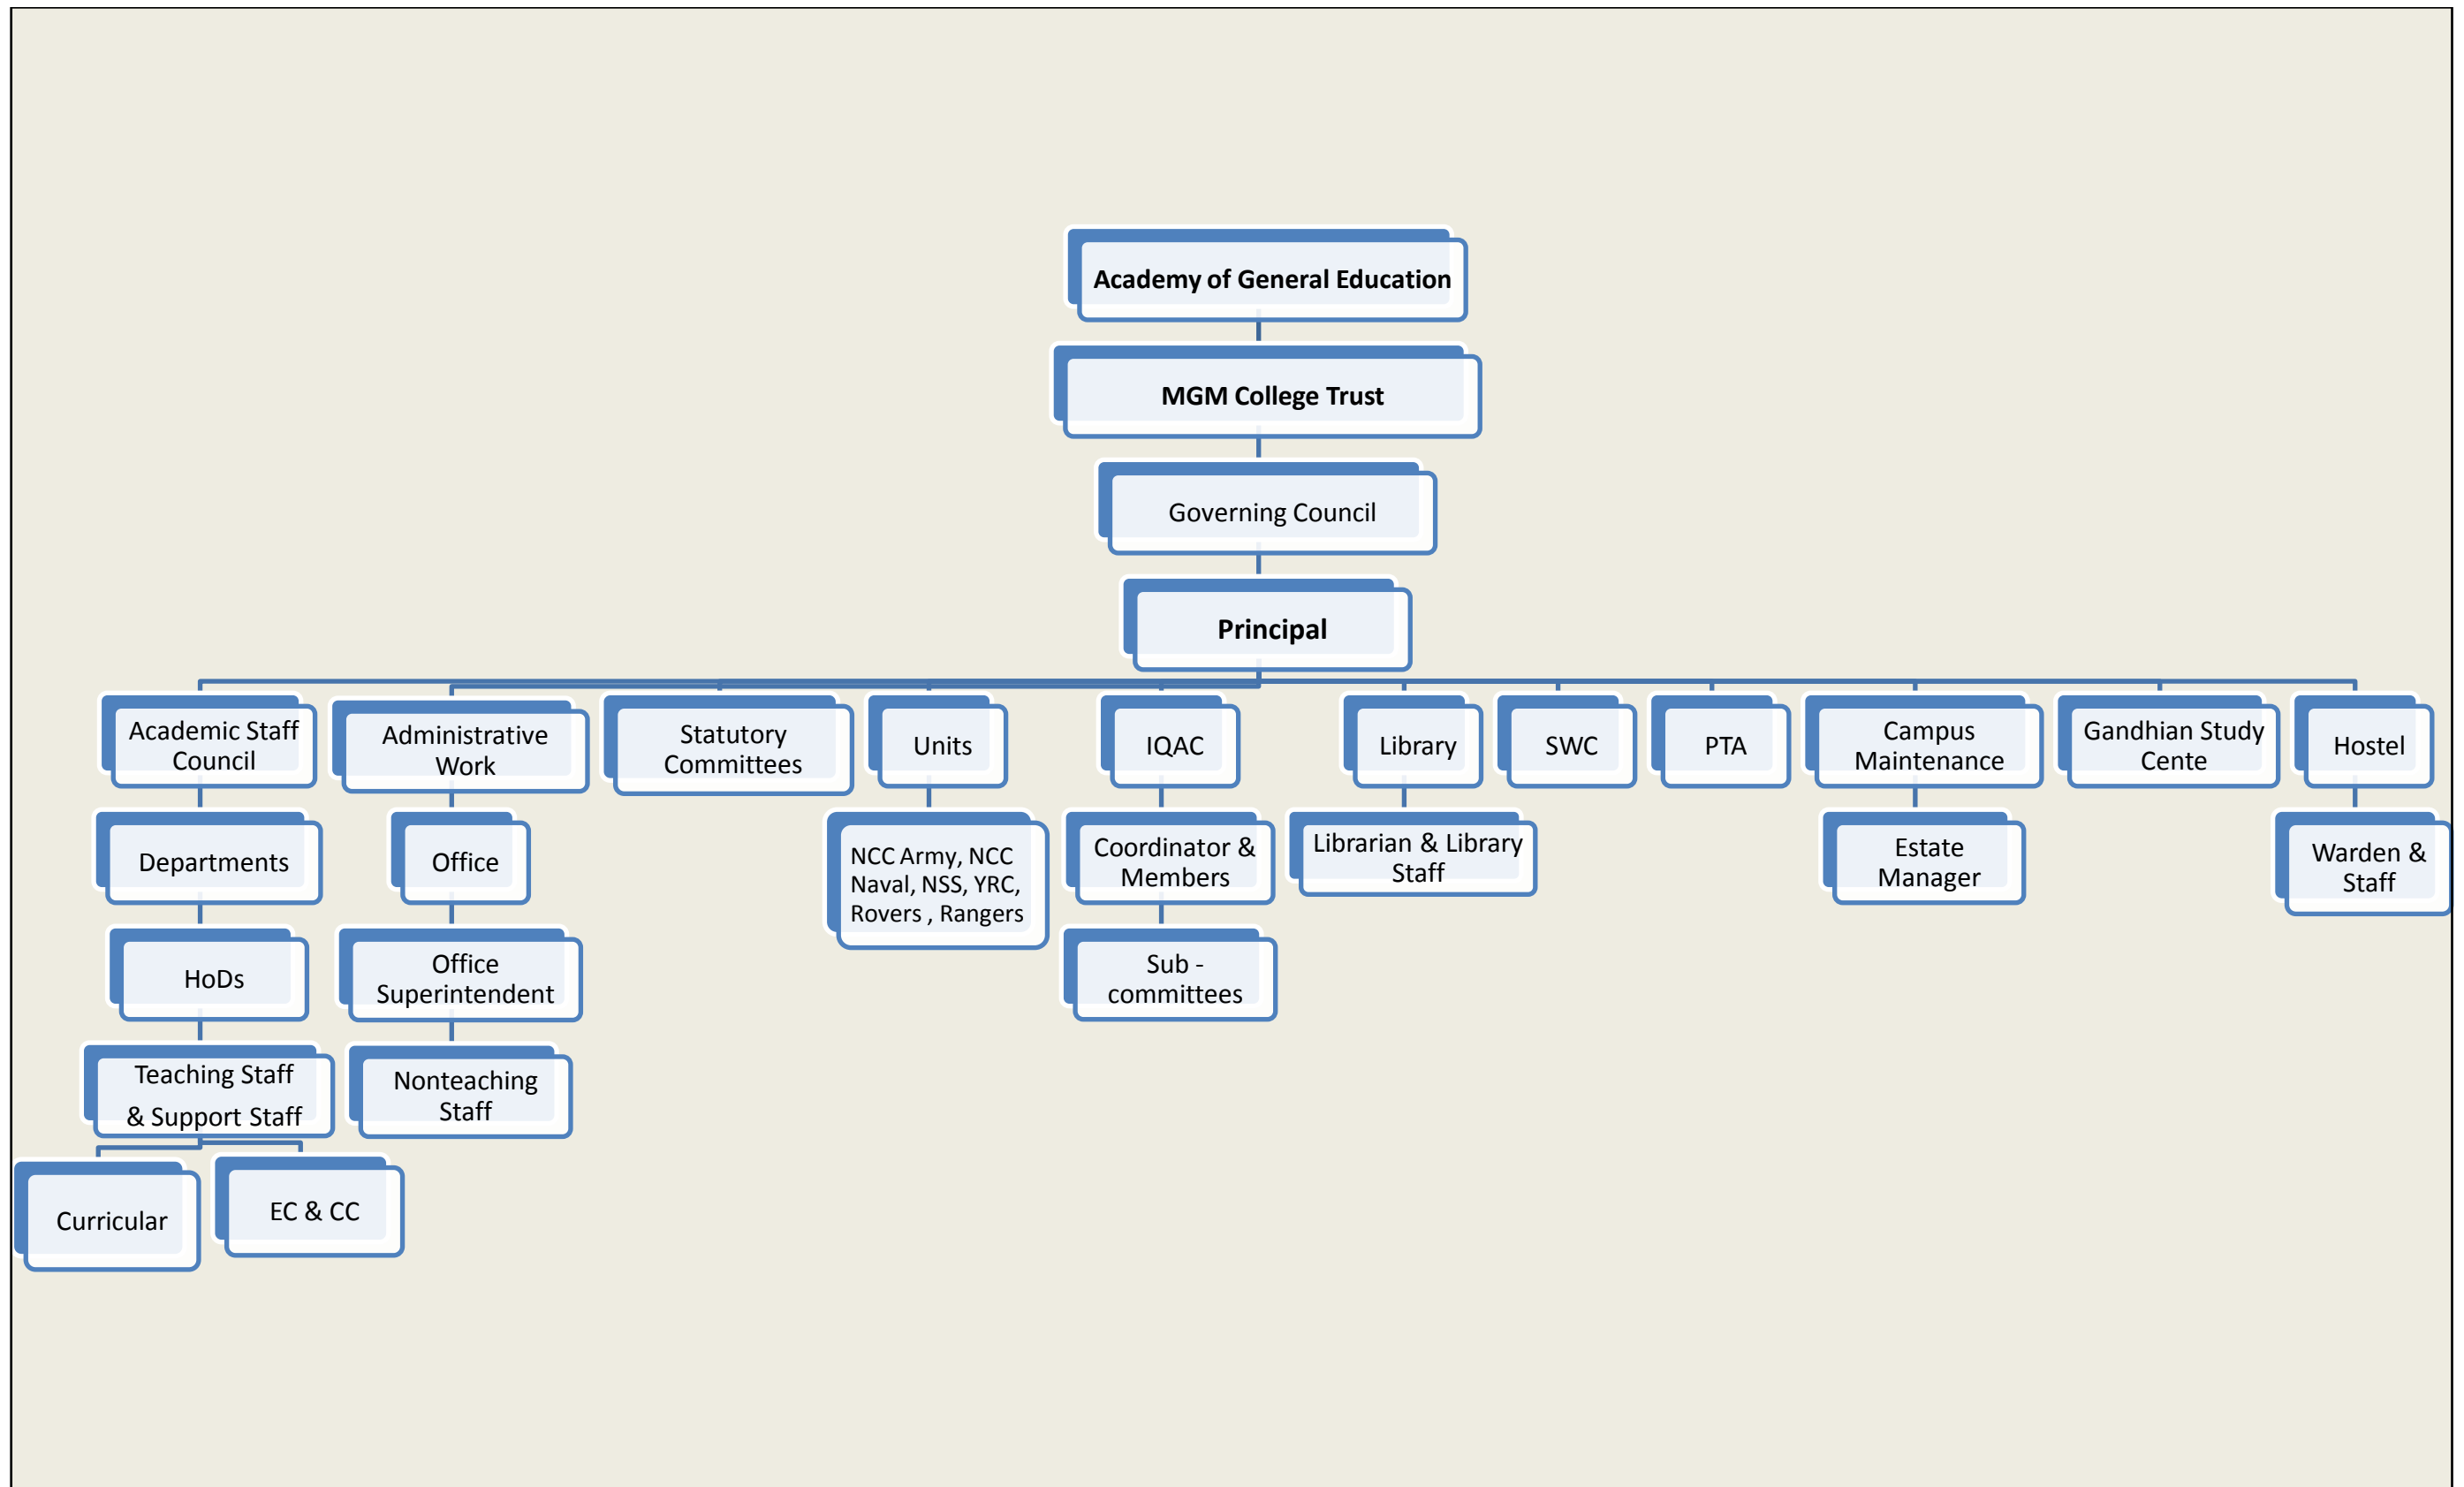 Academy of General Education
MGM College Trust
Governing Council
Principal
Academic Staff
Council
Administrative
Work
Statutory
Committees
Units
IQAC
Library
SWC
PTA
Campus
Maintenance
Gandhian Study
Cente
Hostel
Departments
Office
NCC Army, NCC
Naval, NSS, YRC,
Rovers , Rangers
Coordinator &
Members
Librarian & Library
Staff
Estate
Manager
Warden &
Staff
HoDs
Office
Superintendent
Sub -
committees
Teaching Staff
& Support Staff
Nonteaching
Staff
Curricular
EC & CC